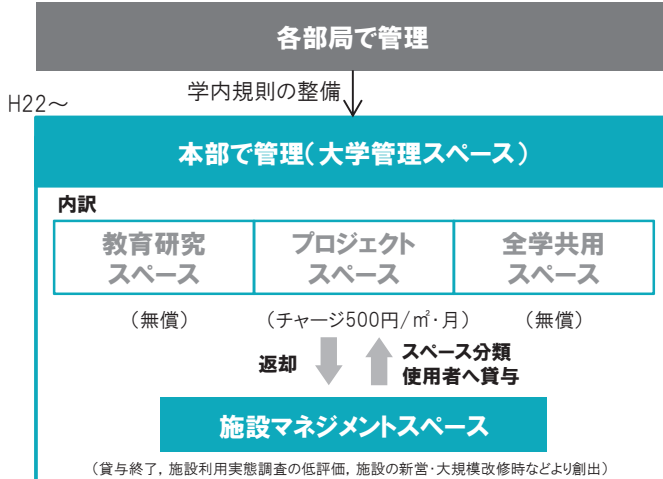 各部局で管理
学内規則の整備
H22～
本部で管理（大学管理スペース）
内訳
教育研究
スペース
プロジェクト
スペース
全学共用
スペース
（無償）
（チャージ500円/㎡・月）
（無償）
返却
スペース分類
使用者へ貸与
施設マネジメントスペース
（貸与終了，施設利用実態調査の低評価，施設の新営・大規模改修時などより創出）